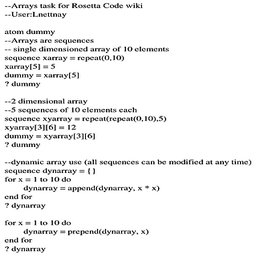 --Arrays task for Rosetta Code wiki
--User:Lnettnay
atom dummy
--Arrays are sequences
-- single dimensioned array of 10 elements
sequence xarray = repeat(0,10)
xarray[5] = 5
dummy = xarray[5]
? dummy
--2 dimensional array
--5 sequences of 10 elements each
sequence xyarray = repeat(repeat(0,10),5)
xyarray[3][6] = 12
dummy = xyarray[3][6]
? dummy
--dynamic array use (all sequences can be modified at any time)
sequence dynarray = {}
for x = 1 to 10 do
dynarray = append(dynarray, x * x)
end for
? dynarray
for x = 1 to 10 do
dynarray = prepend(dynarray, x)
end for
? dynarray